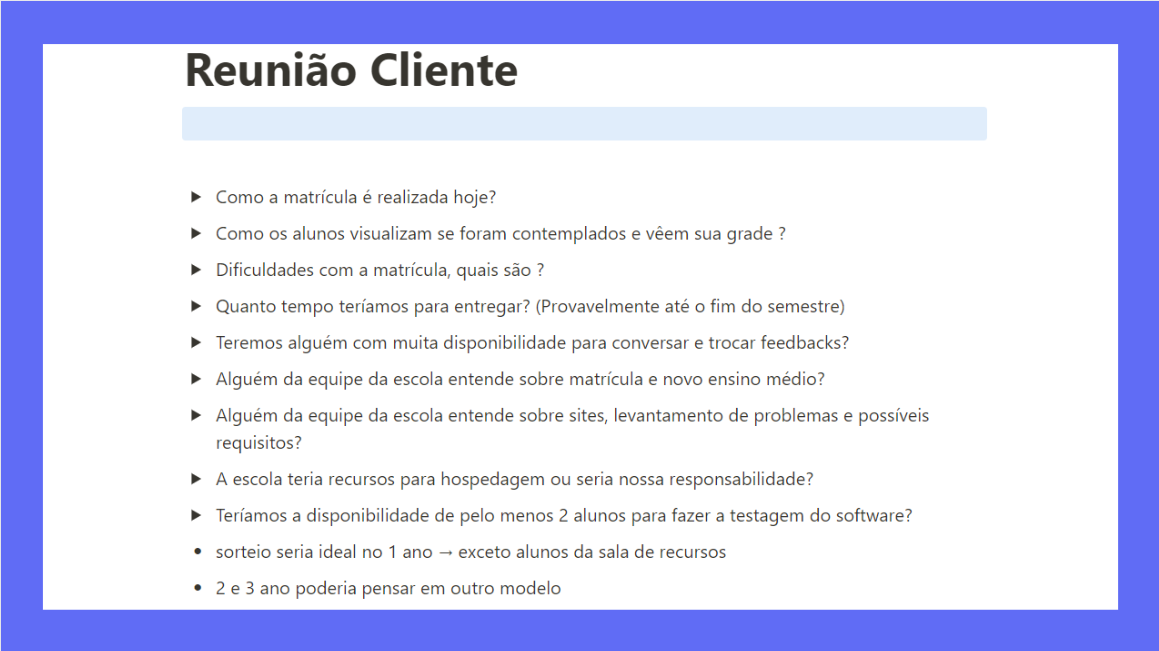 Reunião Cliente
Como a matrícula é realizada hoje?
Como os alunos visualizam se foram contemplados e vêem sua grade ?
Dificuldades com a matrícula, quais são ?
Quanto tempo teríamos para entregar? (Provavelmente até o fim do semestre)
Teremos alguém com muita disponibilidade para conversar e trocar feedbacks?
Alguém da equipe da escola entende sobre matrícula e novo ensino médio?
Alguém da equipe da escola entende sobre sites, levantamento de problemas e possíveis
requisitos?
A escola teria recursos para hospedagem ou seria nossa responsabilidade?
Teríamos a disponibilidade de pelo menos 2 alunos para fazer a testagem do software?
sorteio seria ideal no 1 ano → exceto alunos da sala de recursos
2 e 3 ano poderia pensar em outro modelo